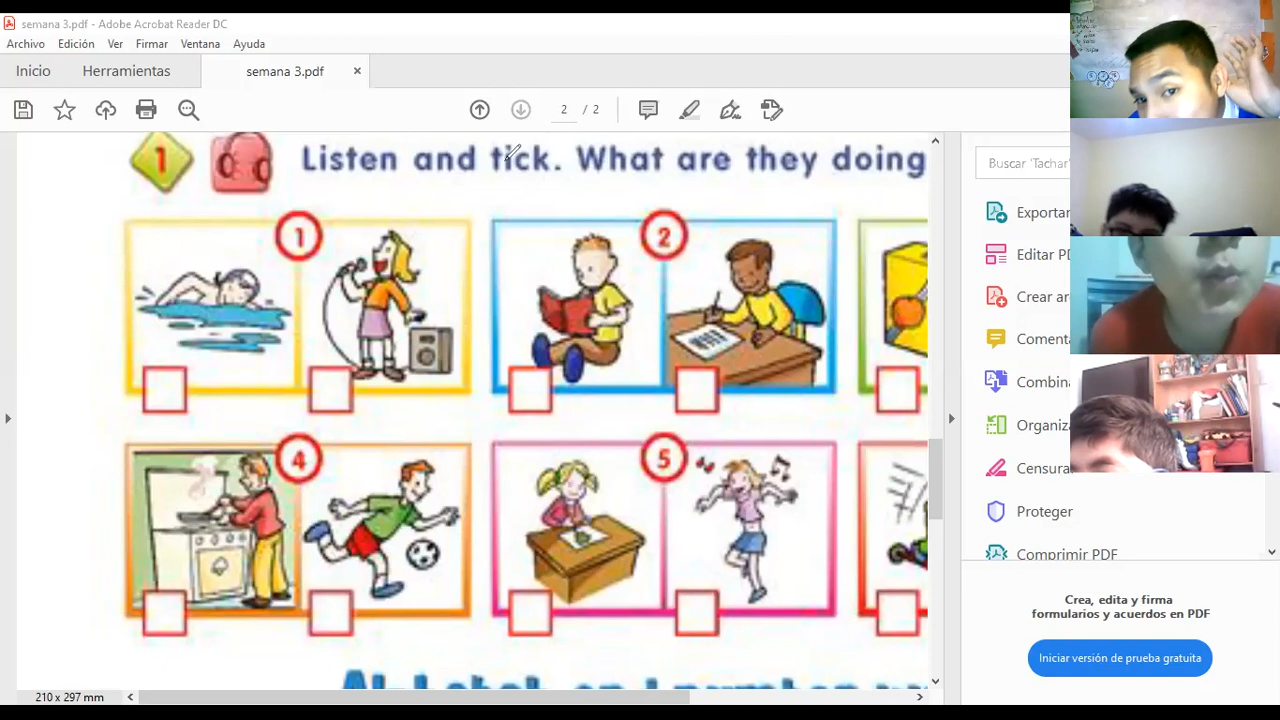 semana 3.pdf - Adobe Acrobat Reader DC
Archivo Edición Ver Firmar Ventana Ayuda
Inicio Herramientas semana 3.pdf ×
2 / 2
1 Listen and tick. What are they doing
1 2
4 5
Buscar 'Tachar'
Exportar
Editar PD
Crear ar
Comenta
Combina
Organiza
Censura
Proteger
Comprimir PDF
Crea, edita y firma
formularios y acuerdos en PDF
Iniciar versión de prueba gratuita
210 x 297 mm